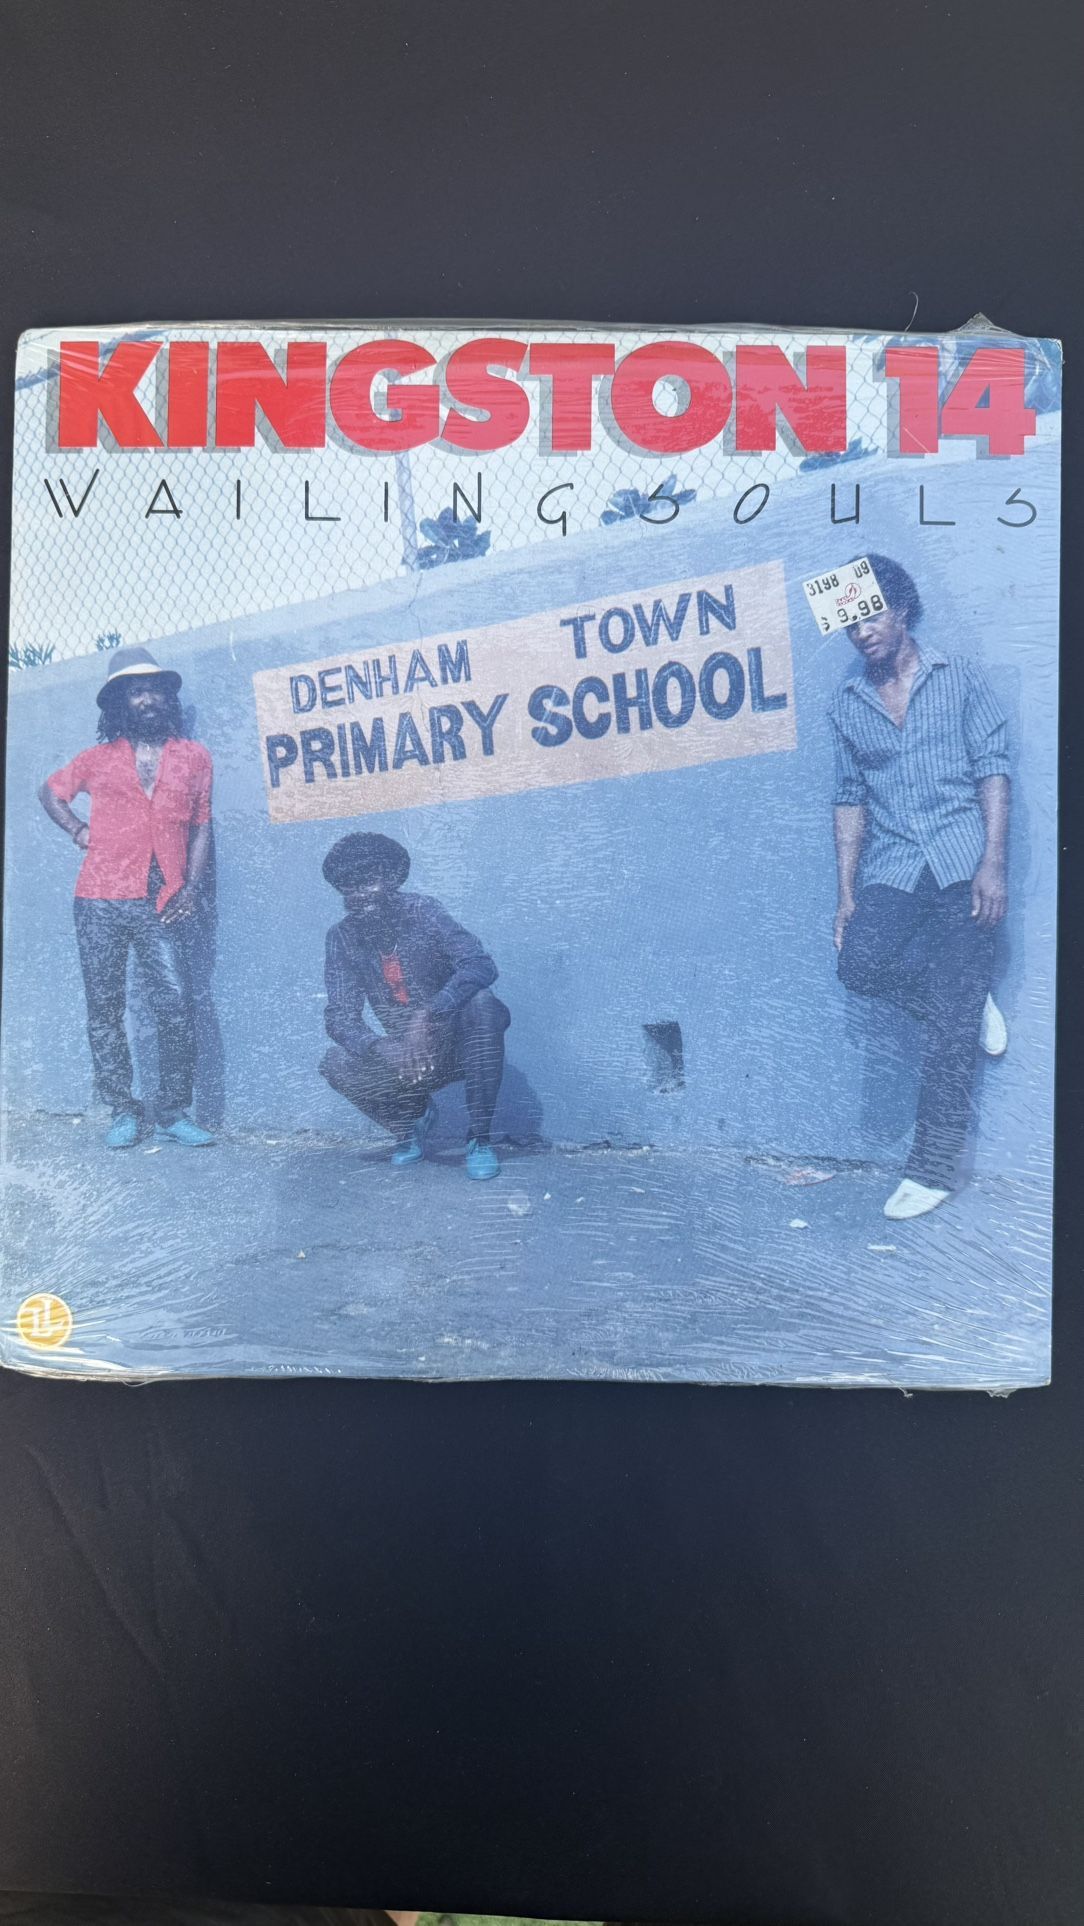 KINGSTON 14
WAILING SOULS
3198 09
$ 9.98
DENHAM TOWN
PRIMARY SCHOOL